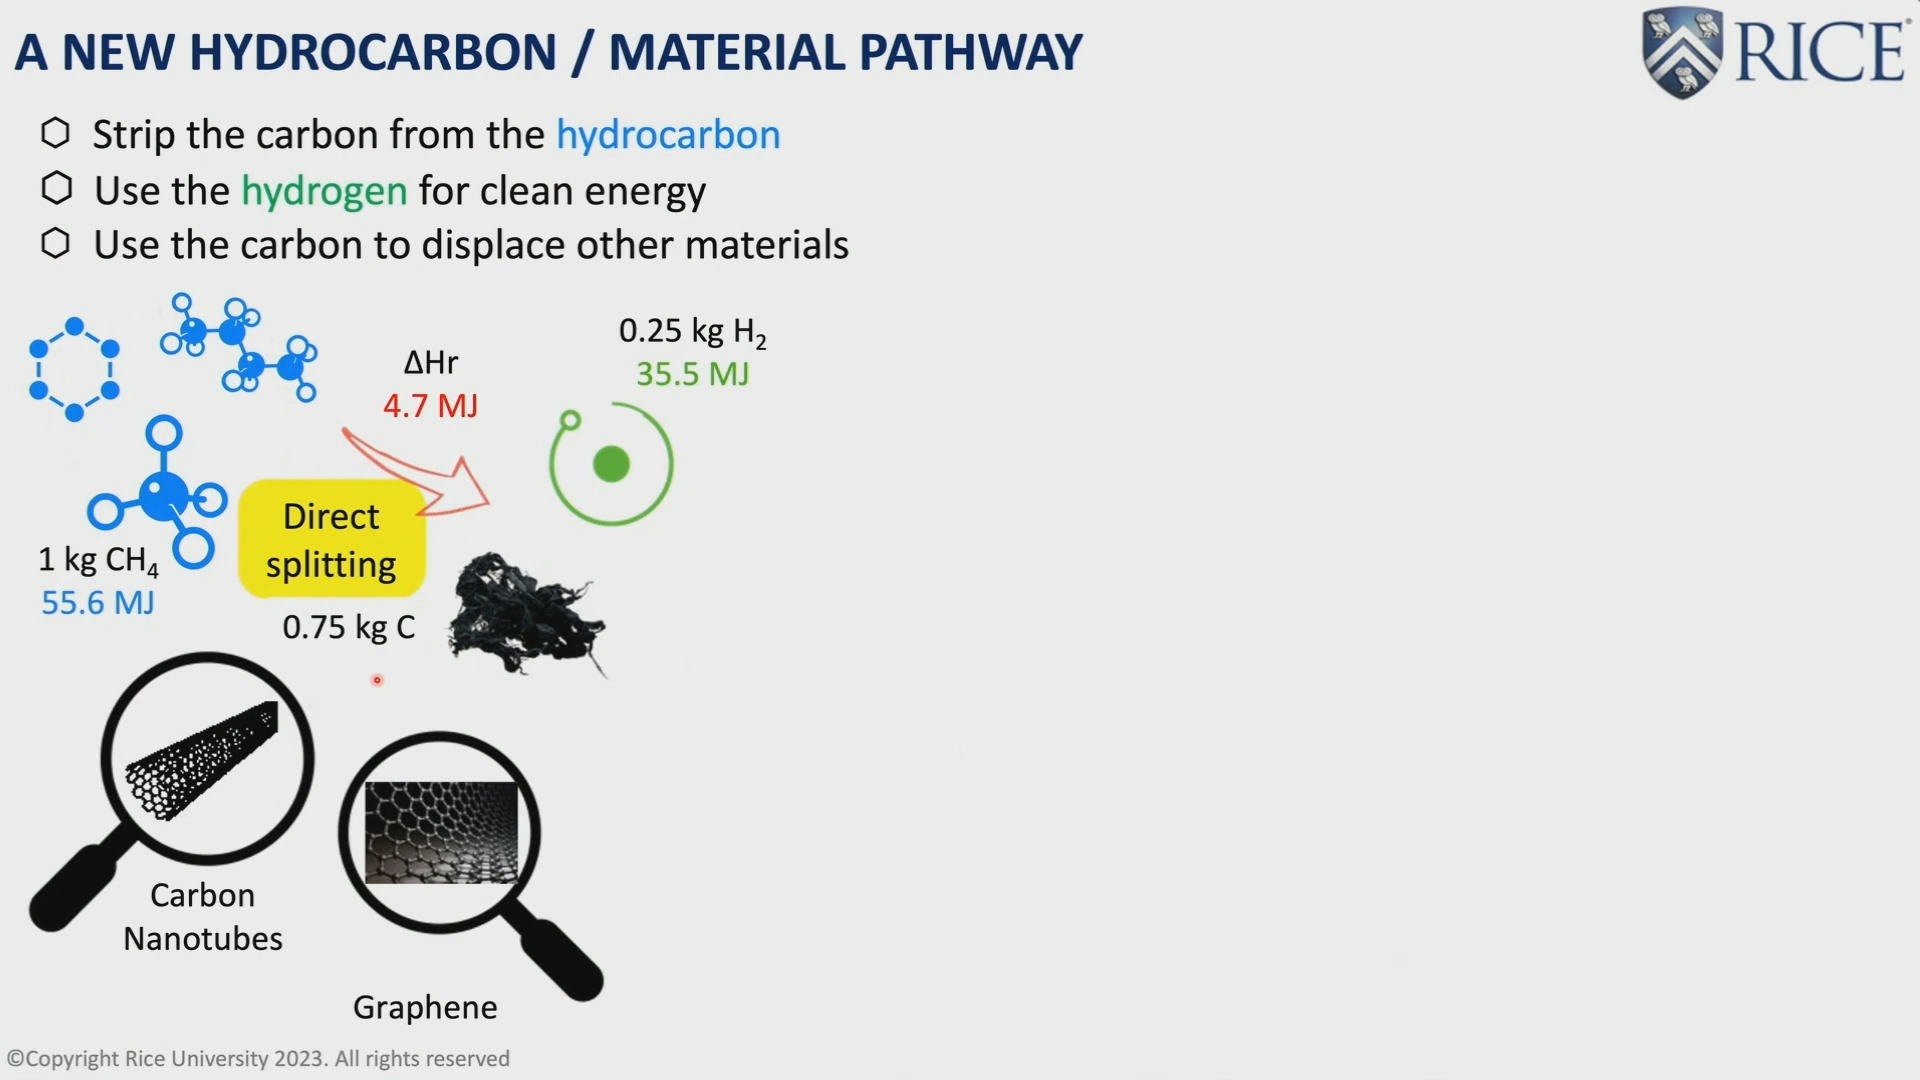 A NEW HYDROCARBON / MATERIAL PATHWAY
RICE
Strip the carbon from the hydrocarbon
Use the hydrogen for clean energy
Use the carbon to displace other materials
0.25 kg H₂
35.5 MJ
ΔHr
4.7 MJ
Direct
splitting
1 kg CH₄
55.6 MJ
0.75 kg C
Carbon
Nanotubes
Graphene
©Copyright Rice University 2023. All rights reserved